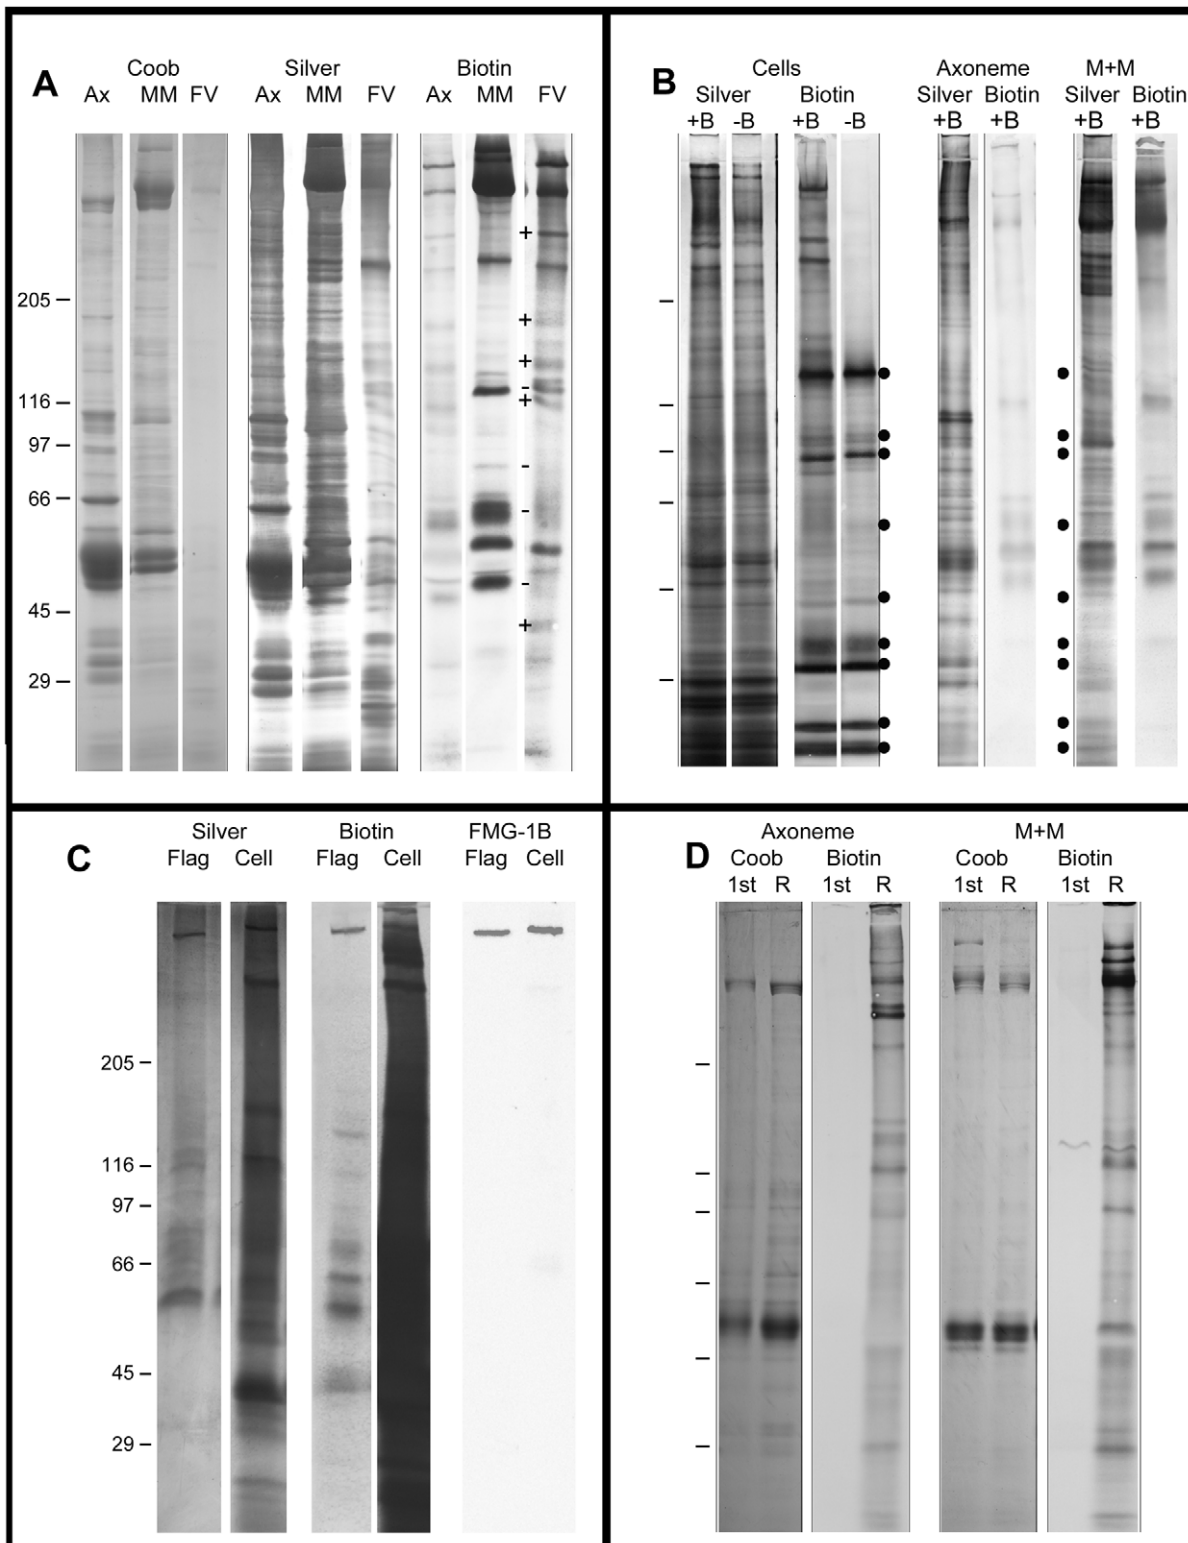 A
Coob Silver Biotin
Ax MM FV Ax MM FV Ax MM FV
205
116
97
66
45
29
+
+
+
-
+
-
-
-
+
B
Cells Axoneme M+M
Silver Biotin Silver Biotin Silver Biotin
+B -B +B -B +B +B +B +B
C
Silver Biotin FMG-1B
Flag Cell Flag Cell Flag Cell
205
116
97
66
45
29
D
Axoneme M+M
Coob Biotin Coob Biotin
1st R 1st R 1st R 1st R